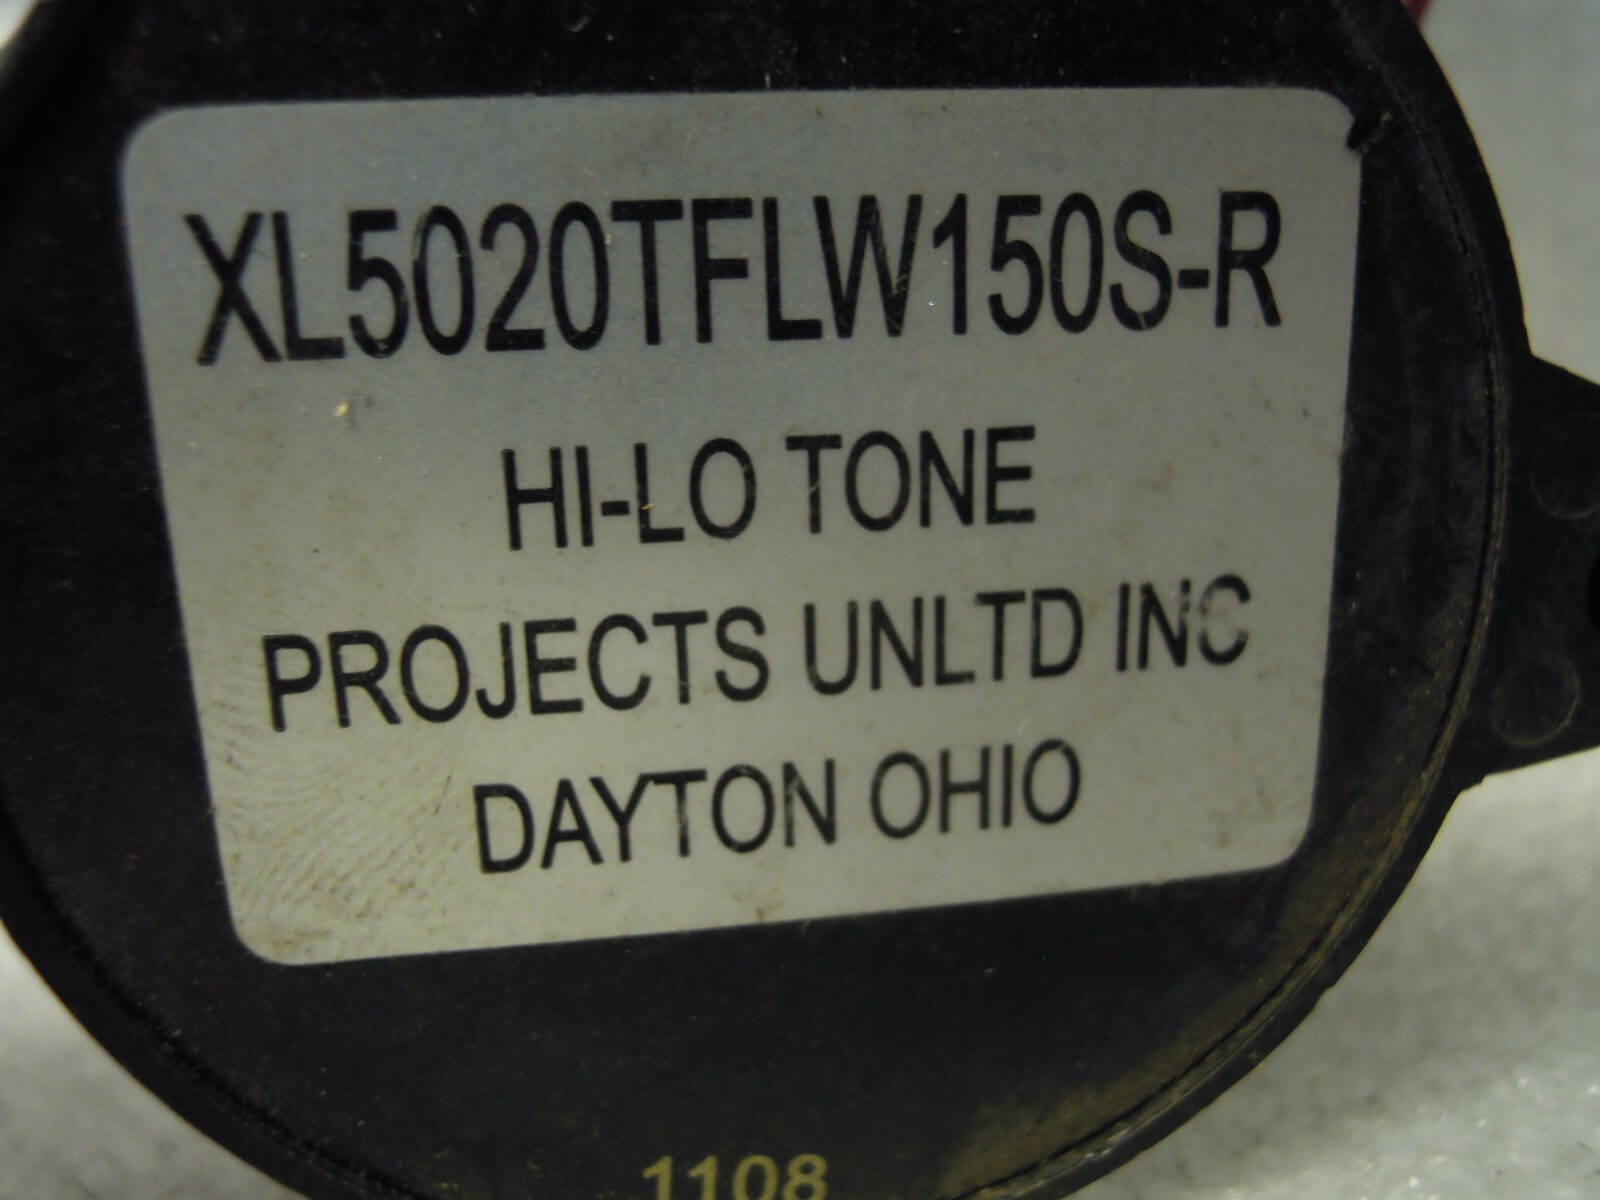 XL5020TFLW150S-R
HI-LO TONE
PROJECTS UNLTD INC
DAYTON OHIO
1108